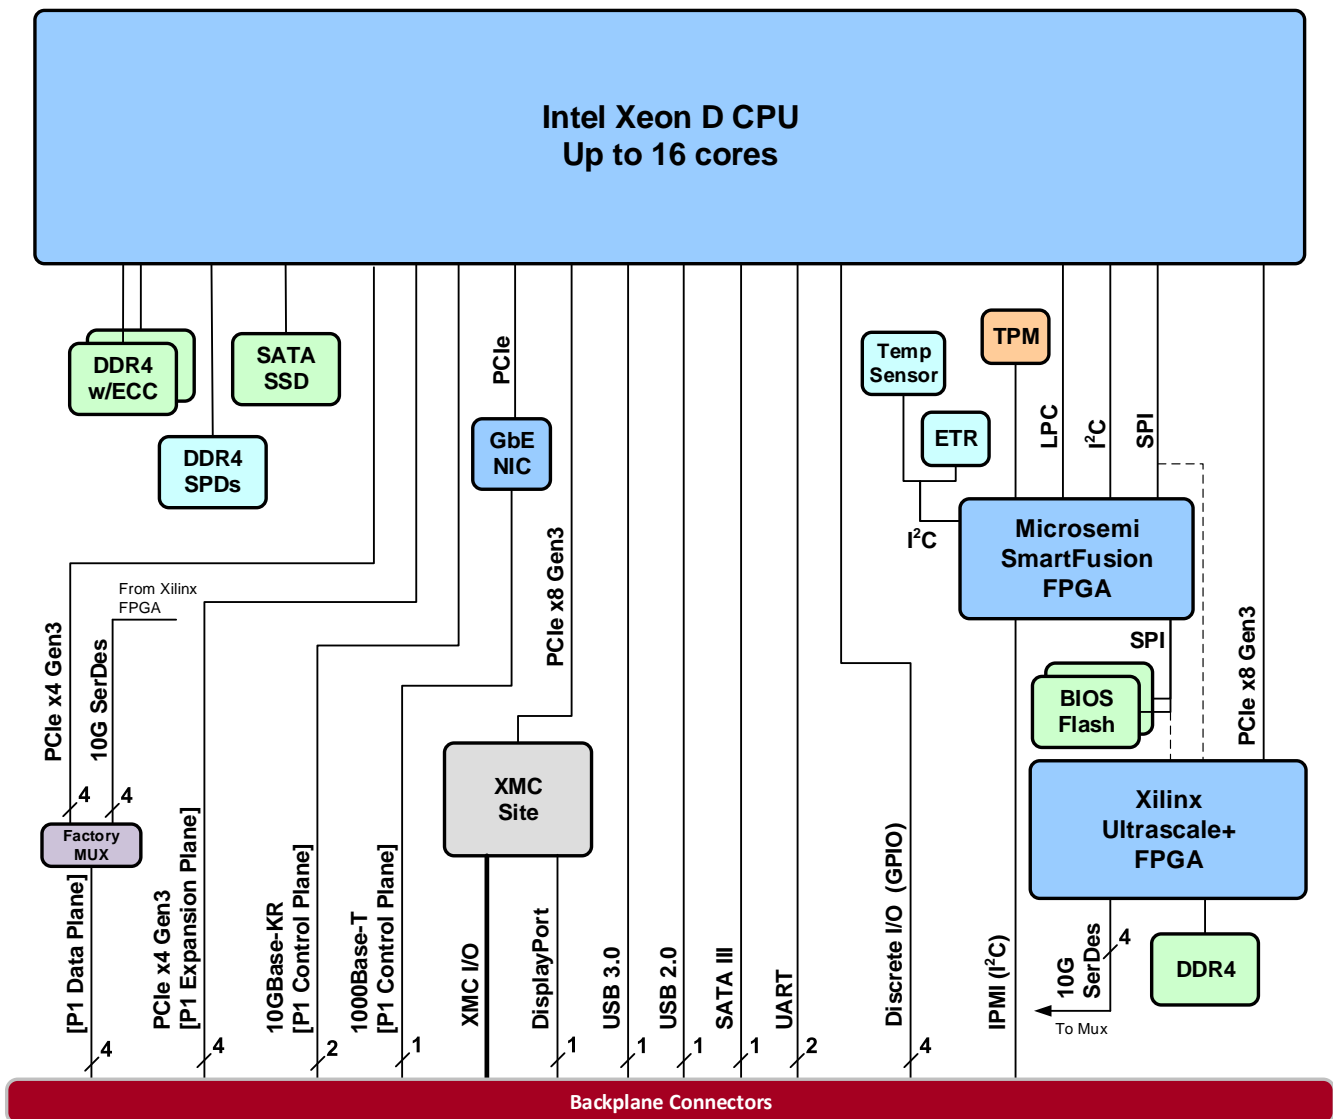 Intel Xeon D CPU
Up to 16 cores
DDR4
w/ECC
DDR4
SPDs
SATA
SSD
PCIe
GbE
NIC
PCIe x8 Gen3
Temp
Sensor
ETR
I²C
TPM
LPC
I²C
SPI
Microsemi
SmartFusion
FPGA
SPI
BIOS
Flash
PCIe x8 Gen3
Xilinx
Ultrascale+
FPGA
10G
SerDes
4
To Mux
DDR4
From Xilinx
FPGA
PCIe x4 Gen3
10G SerDes
4
4
Factory
MUX
XMC
Site
[P1 Data Plane]
4
PCIe x4 Gen3
[P1 Expansion Plane]
4
10GBase-KR
[P1 Control Plane]
2
1000Base-T
[P1 Control Plane]
1
XMC I/O
DisplayPort
1
USB 3.0
1
USB 2.0
1
SATA III
1
UART
2
Discrete I/O (GPIO)
4
IPMI (I²C)
Backplane Connectors